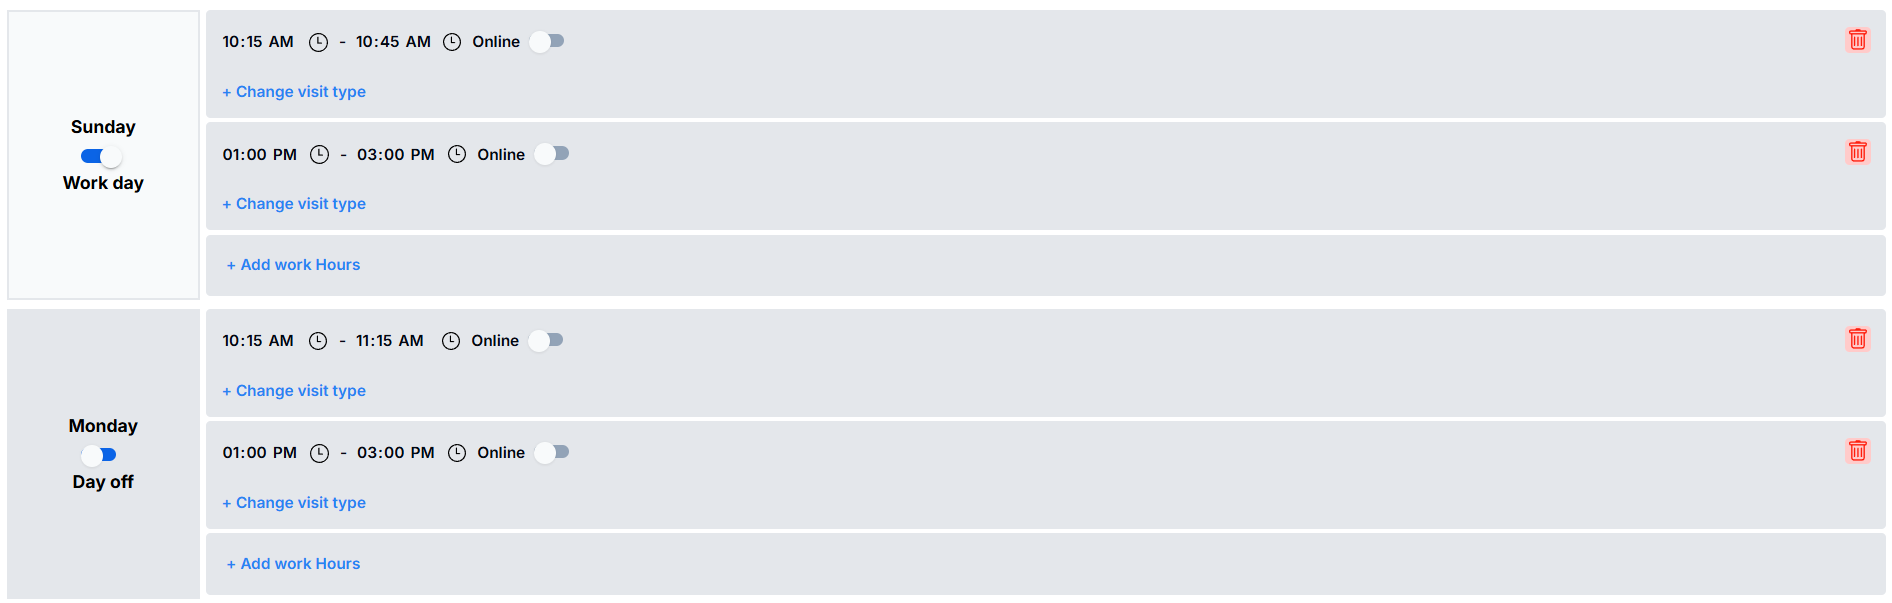 Sunday
Work day
10:15 AM - 10:45 AM Online
+ Change visit type
01:00 PM - 03:00 PM Online
+ Change visit type
+ Add work Hours
Monday
Day off
10:15 AM - 11:15 AM Online
+ Change visit type
01:00 PM - 03:00 PM Online
+ Change visit type
+ Add work Hours